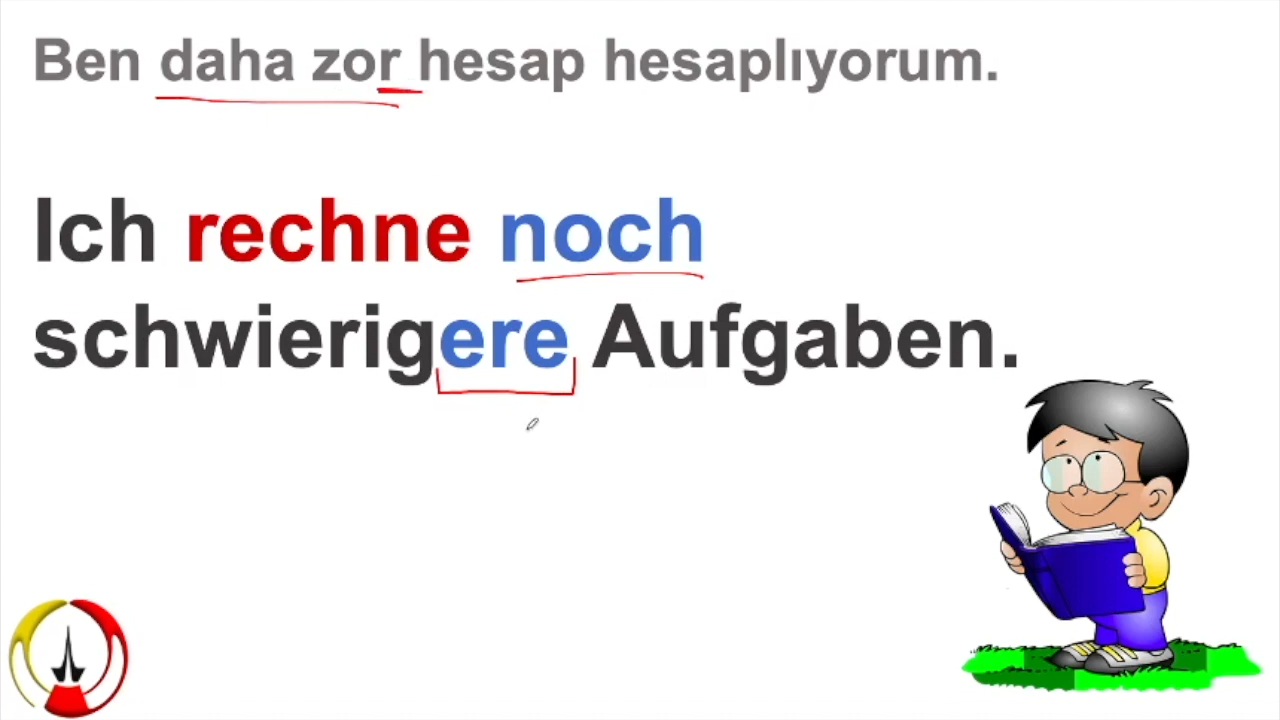 Ben daha zor hesap hesaplıyorum.
Ich rechne noch
schwierigere Aufgaben.